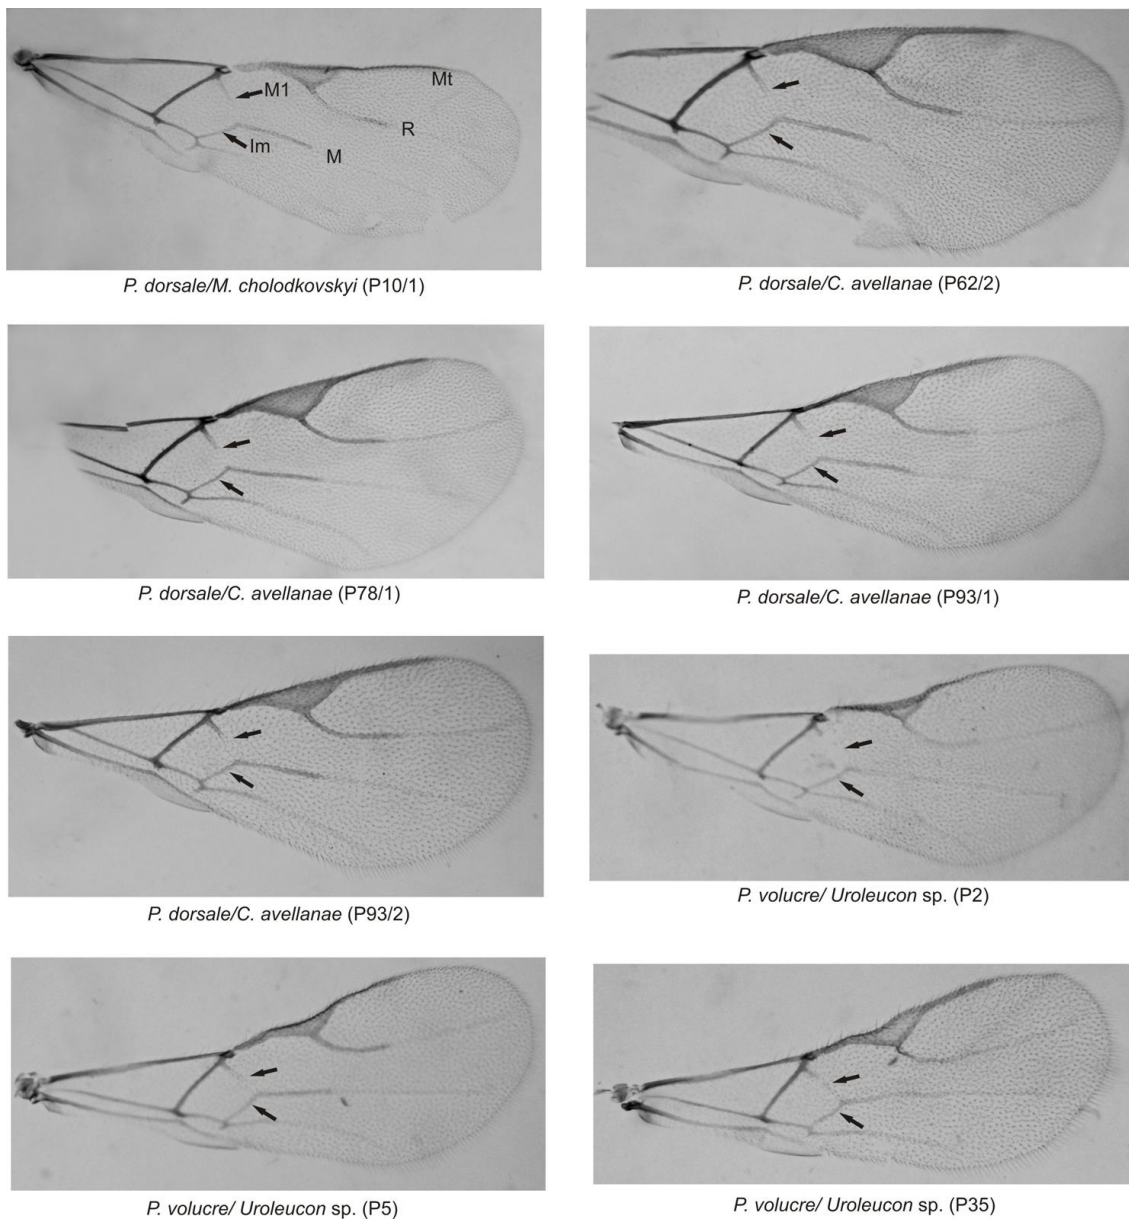 Mt
M1
R
Im
M
P. dorsale/M. cholodkovskyi (P10/1)
P. dorsale/C. avellanae (P62/2)
P. dorsale/C. avellanae (P78/1)
P. dorsale/C. avellanae (P93/1)
P. dorsale/C. avellanae (P93/2)
P. volucre/ Uroleucon sp. (P2)
P. volucre/ Uroleucon sp. (P5)
P. volucre/ Uroleucon sp. (P35)